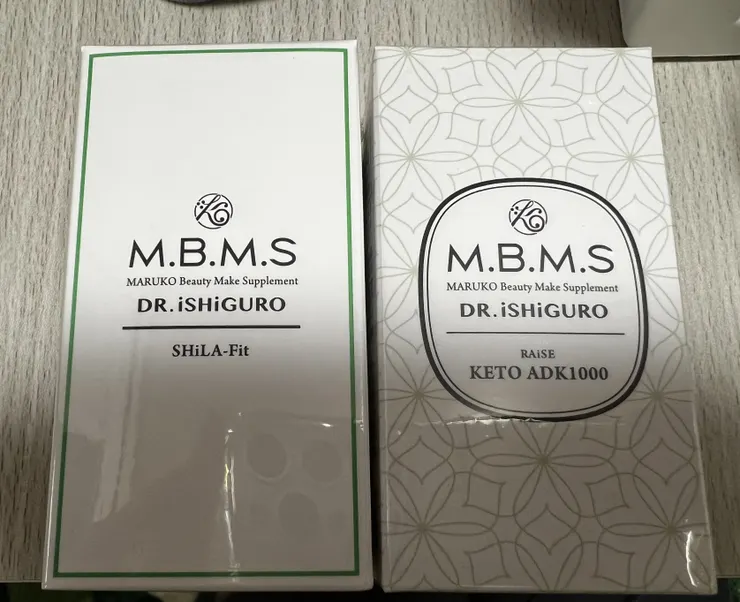 M.B.M.S
MARUKO Beauty Make Supplement
DR.iSHiGURO
SHiLA-Fit
M.B.M.S
MARUKO Beauty Make Supplement
DR.iSHiGURO
RAiSE
KETO ADK1000